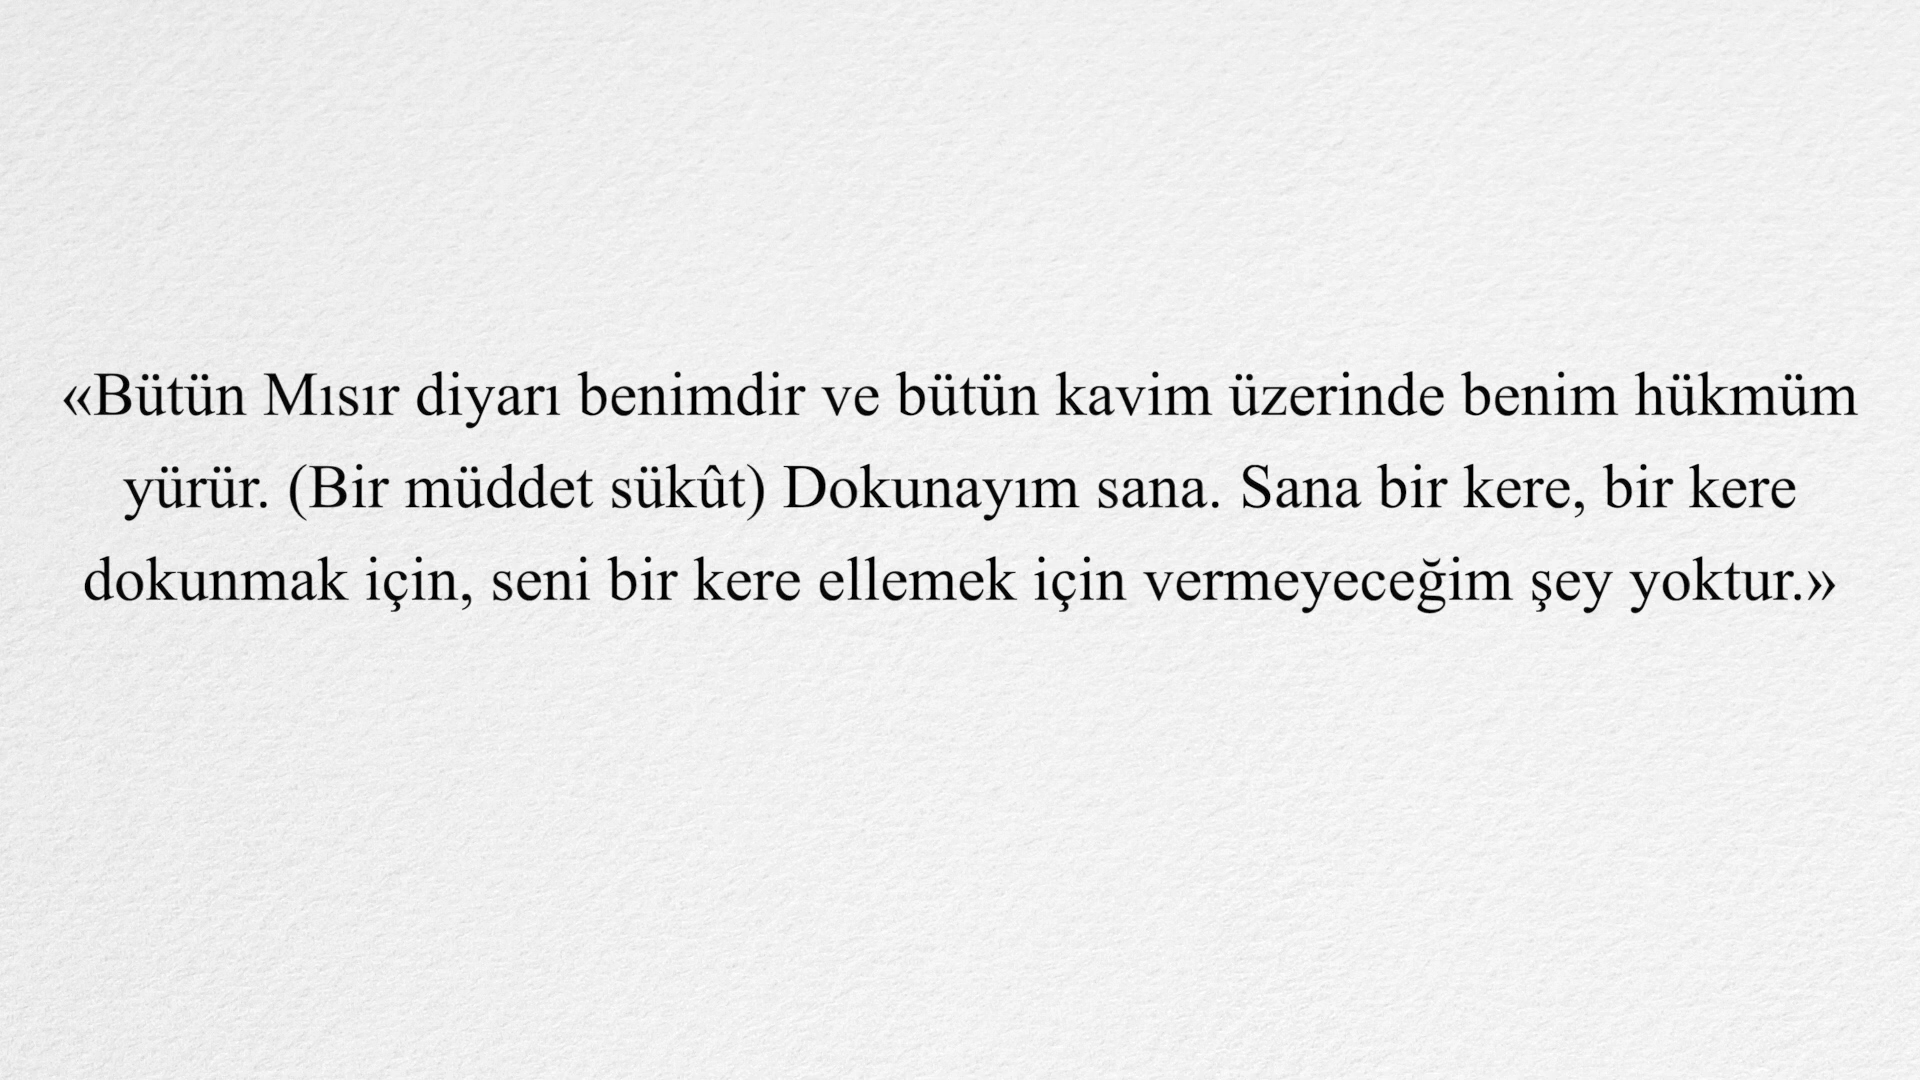 «Bütün Mısır diyarı benimdir ve bütün kavim üzerinde benim hükmüm
yürür. (Bir müddet sükût) Dokunayım sana. Sana bir kere, bir kere
dokunmak için, seni bir kere ellemek için vermeyeceğim şey yoktur.»